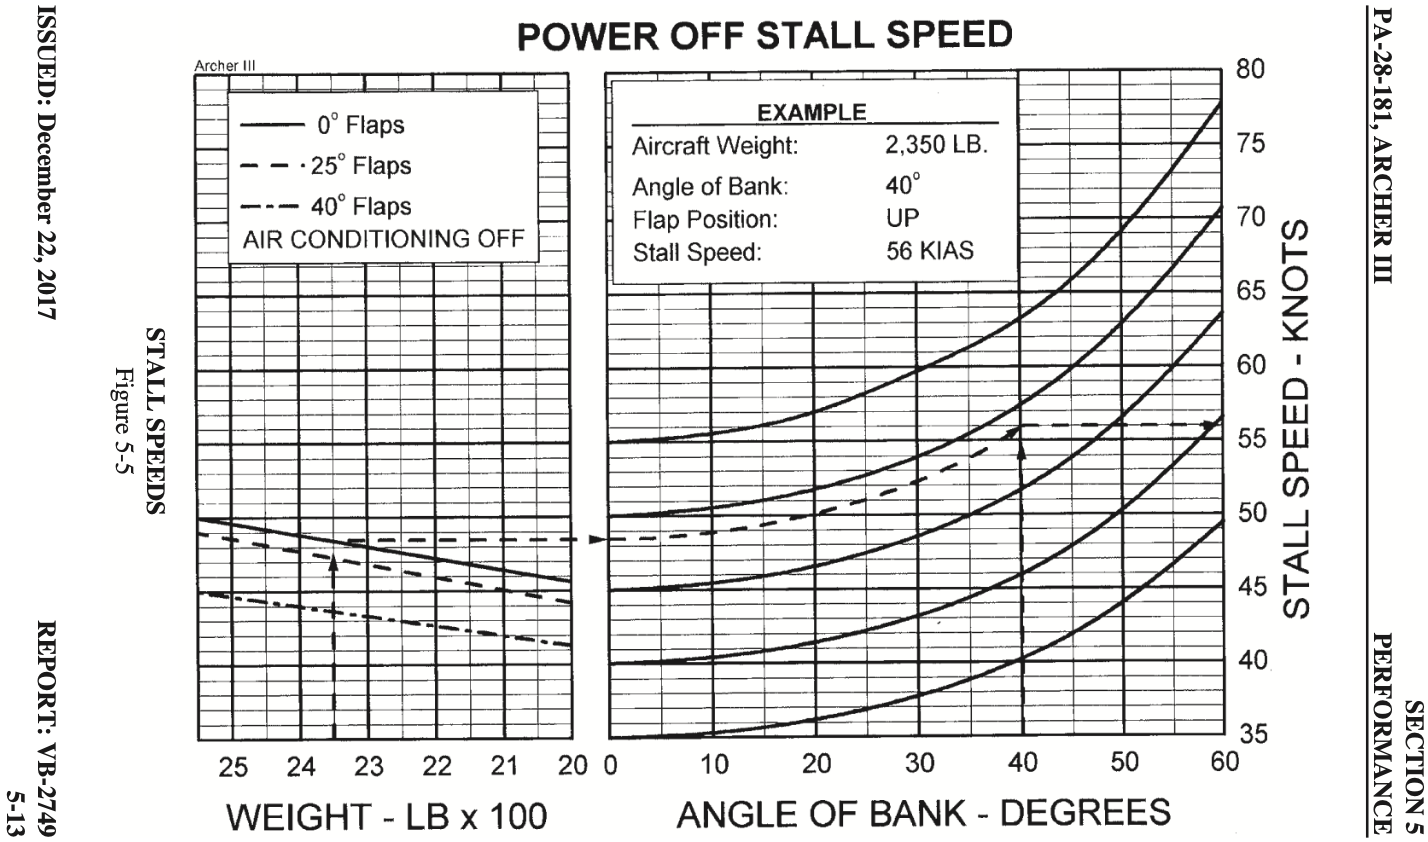 POWER OFF STALL SPEED
Archer III
0° Flaps
25° Flaps
40° Flaps
AIR CONDITIONING OFF
EXAMPLE
Aircraft Weight: 2,350 LB.
Angle of Bank: 40°
Flap Position: UP
Stall Speed: 56 KIAS
80
75
70
65
60
55
50
45
40
35
STALL SPEED - KNOTS
25 24 23 22 21 20
0 10 20 30 40 50 60
WEIGHT - LB x 100
ANGLE OF BANK - DEGREES
STALL SPEEDS
Figure 5-5
ISSUED: December 22, 2017
REPORT: VB-2749
5-13
SECTION 5
PA-28-181, ARCHER III
PERFORMANCE